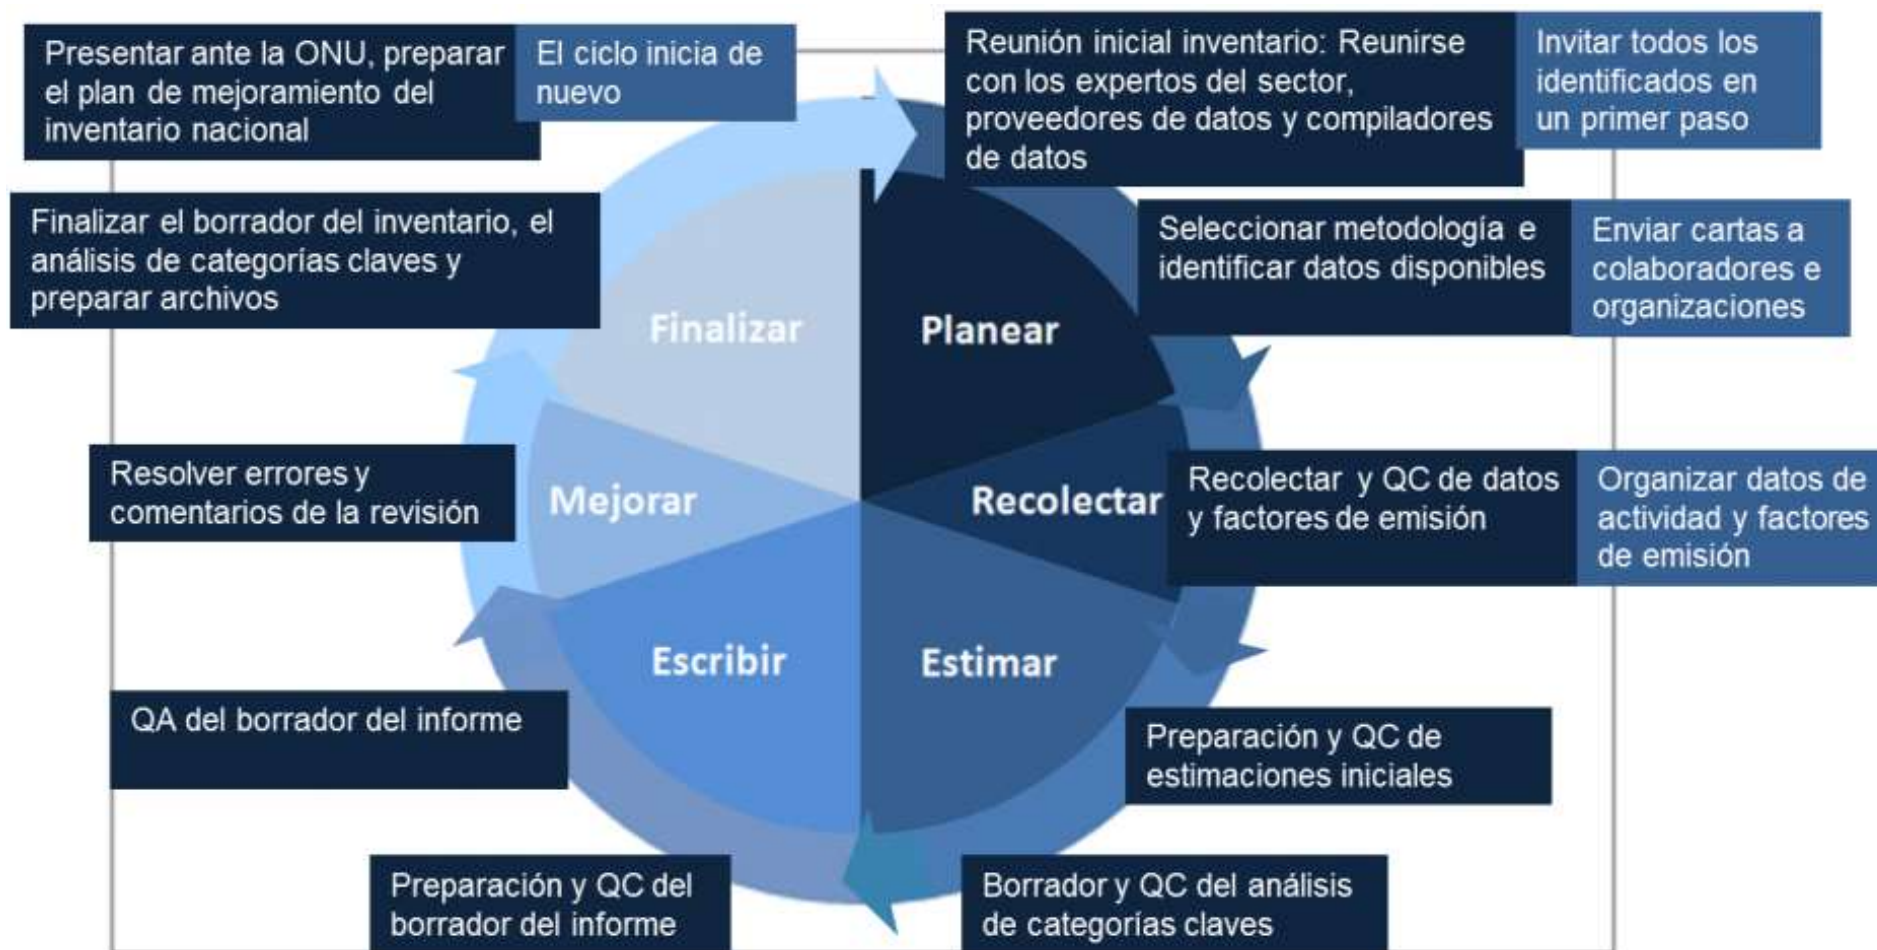 Presentar ante la ONU, preparar
el plan de mejoramiento del
inventario nacional
El ciclo inicia de
nuevo
Reunión inicial inventario: Reunirse
con los expertos del sector,
proveedores de datos y compiladores
de datos
Invitar todos los
identificados en
un primer paso
Finalizar el borrador del inventario, el
análisis de categorías claves y
preparar archivos
Seleccionar metodología e
identificar datos disponibles
Enviar cartas a
colaboradores e
organizaciones
Finalizar
Planear
Resolver errores y
comentarios de la revisión
Mejorar
Recolectar
Recolectar y QC de datos
y factores de emisión
Organizar datos de
actividad y factores
de emisión
Escribir
Estimar
QA del borrador del informe
Preparación y QC de
estimaciones iniciales
Preparación y QC del
borrador del informe
Borrador y QC del análisis
de categorías claves